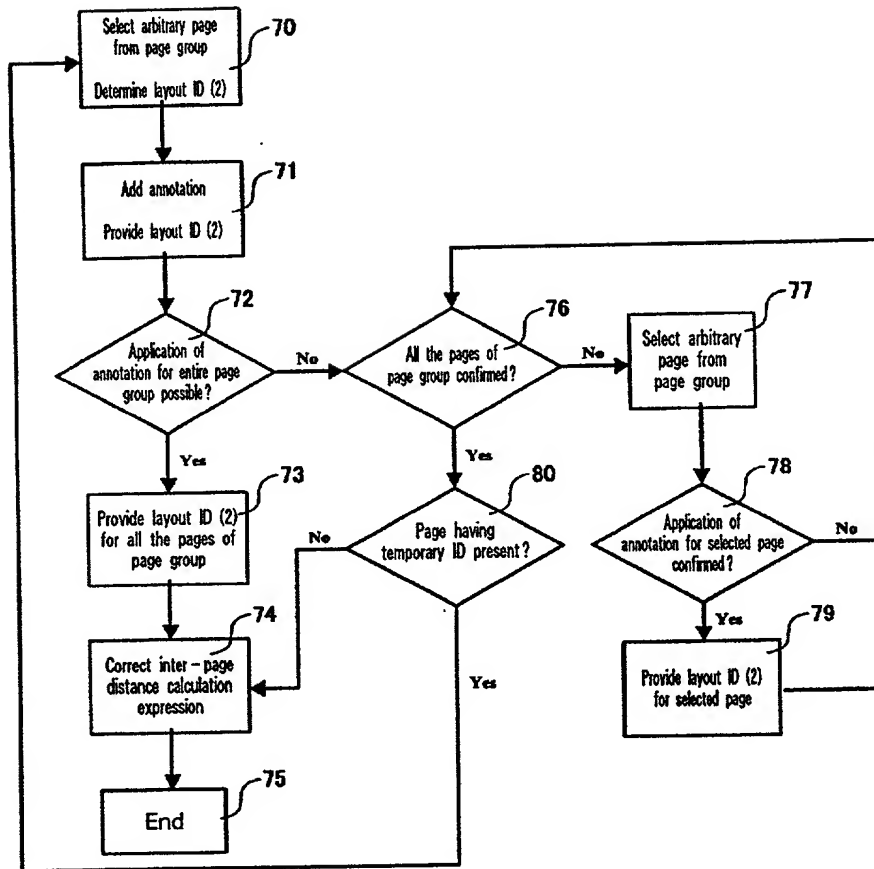 Select arbitrary page
from page group
Determine layout ID (2)
70
Add annotation
Provide layout ID (2)
71
Application of
annotation for entire page
group possible?
72
No
Yes
Provide layout ID (2)
for all the pages of
page group
73
Correct inter-page
distance calculation
expression
74
End
75
All the pages of
page group confirmed?
76
No
Yes
Page having
temporary ID present?
80
No
Yes
Select arbitrary
page from
page group
77
Application of
annotation for selected page
confirmed?
78
No
Yes
Provide layout ID (2)
for selected page
79